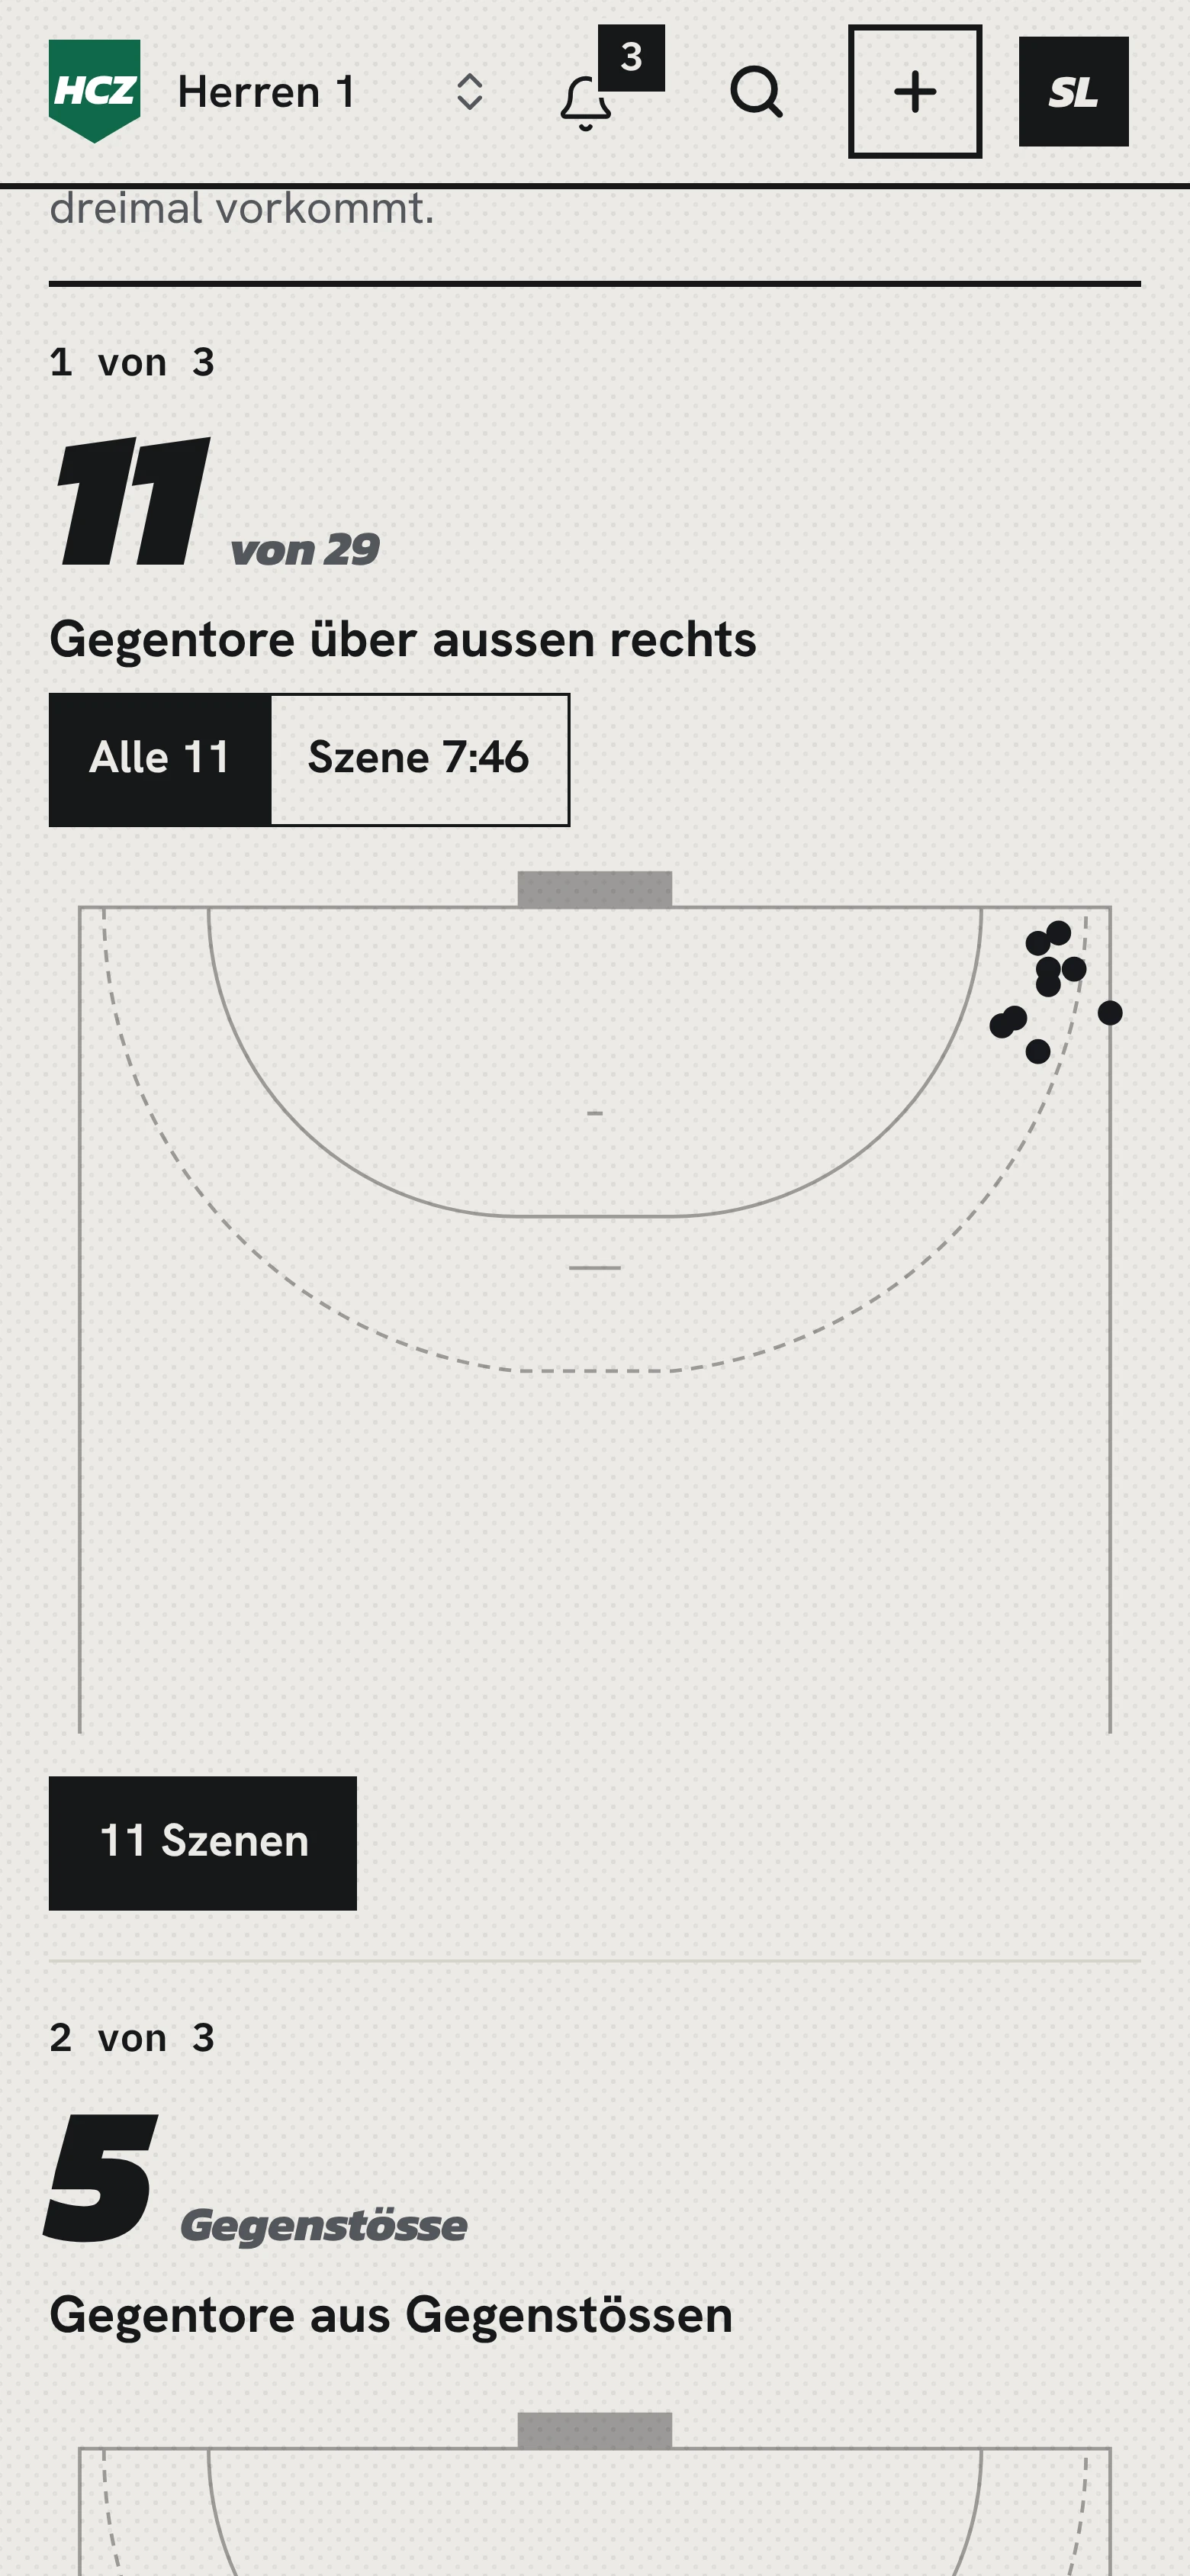 HCZ
Herren 1
3
SL
dreimal vorkommt.
1 von 3
11 von 29
Gegentore über aussen rechts
Alle 11
Szene 7:46
11 Szenen
2 von 3
5 Gegenstösse
Gegentore aus Gegenstössen